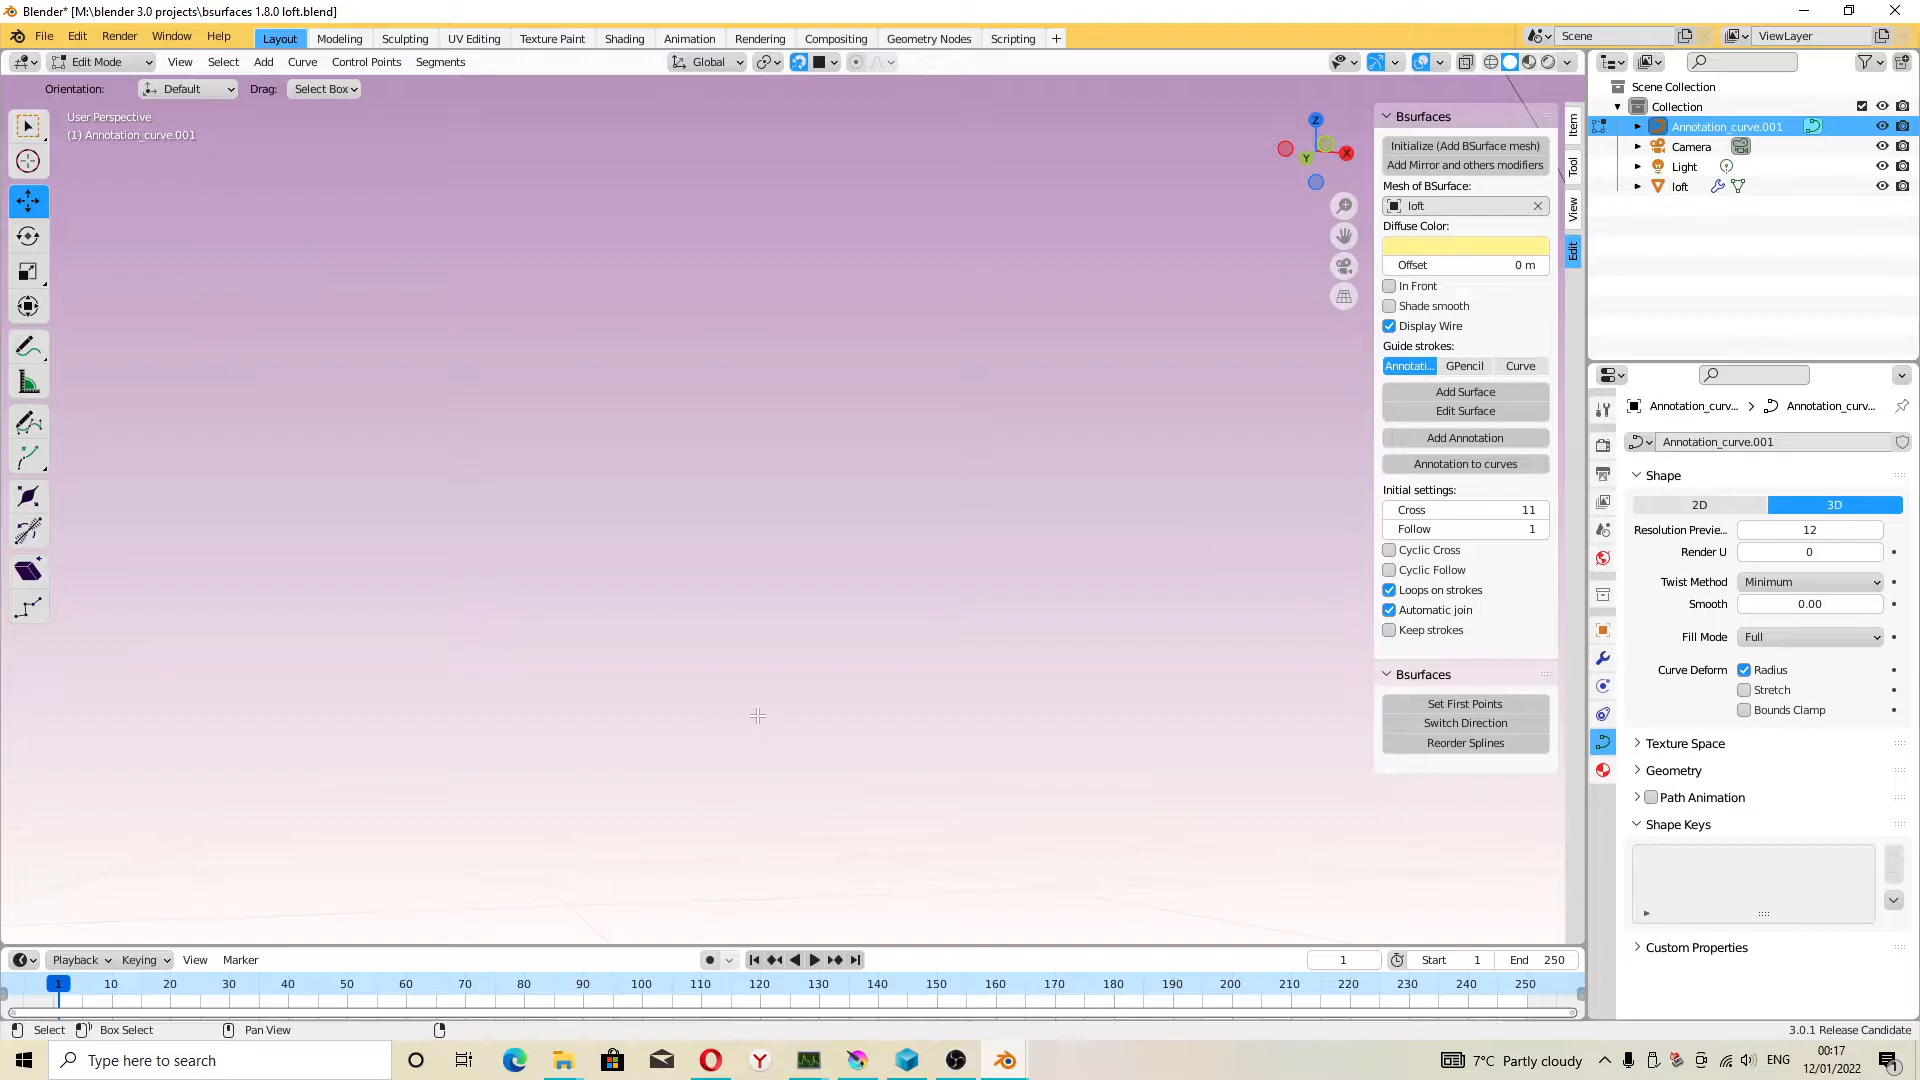 Blender* [M:\blender 3.0 projects\bsurfaces 1.8.0 loft.blend]
File Edit Render Window Help Layout Modeling Sculpting UV Editing Texture Paint Shading Animation Rendering Compositing Geometry Nodes Scripting + Scene ViewLayer
Edit Mode View Select Add Curve Control Points Segments Global
Orientation: Default Drag: Select Box
User Perspective
(1) Annotation_curve.001
Z
Y X
Bsurfaces
Initialize (Add BSurface mesh)
Add Mirror and others modifiers
Mesh of BSurface:
loft
Diffuse Color:
Offset 0 m
In Front
Shade smooth
Display Wire
Guide strokes:
Annotati... GPencil Curve
Add Surface
Edit Surface
Add Annotation
Annotation to curves
Initial settings:
Cross 11
Follow 1
Cyclic Cross
Cyclic Follow
Loops on strokes
Automatic join
Keep strokes
Bsurfaces
Set First Points
Switch Direction
Reorder Splines
Item
Tool
View
Edit
Scene Collection
Collection
Annotation_curve.001
Camera
Light
loft
Annotation_curv... Annotation_curv...
Annotation_curve.001
Shape
2D 3D
Resolution Previe... 12
Render U 0
Twist Method Minimum
Smooth 0.00
Fill Mode Full
Curve Deform Radius
Stretch
Bounds Clamp
Texture Space
Geometry
Path Animation
Shape Keys
Custom Properties
Playback Keying View Marker 1 Start 1 End 250
1 10 20 30 40 50 60 70 80 90 100 110 120 130 140 150 160 170 180 190 200 210 220 230 240 250
Select Box Select Pan View 3.0.1 Release Candidate
Type here to search 7°C Partly cloudy ENG 00:17
12/01/2022
1